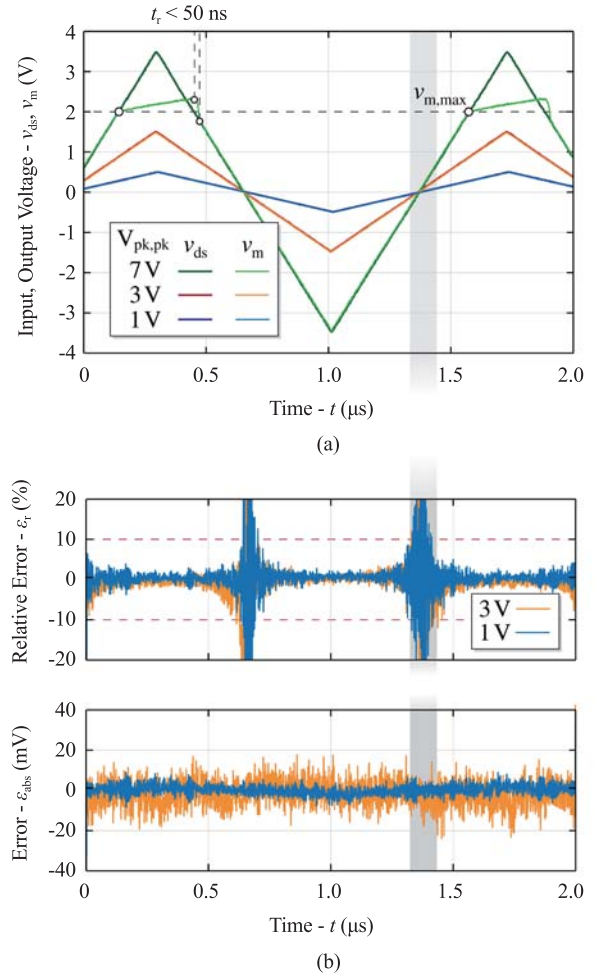 t_r < 50 ns
Input, Output Voltage - v_ds, v_m (V)
4
3
2
1
0
-1
-2
-3
-4
v_m,max
V_pk,pk v_ds v_m
7 V
3 V
1 V
0 0.5 1.0 1.5 2.0
Time - t (μs)
(a)
Relative Error - ε_r (%)
20
10
0
-10
-20
3 V
1 V
Error - ε_abs (mV)
40
20
0
-20
-40
0 0.5 1.0 1.5 2.0
Time - t (μs)
(b)